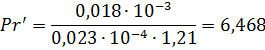 Pr′ = 0,018 · 10⁻³ / 0,023 · 10⁻⁴ · 1,21 = 6,468